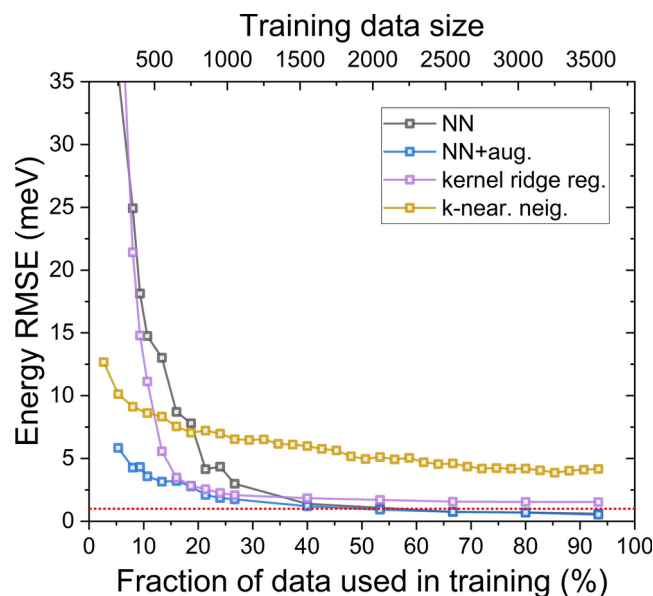 Training data size
500 1000 1500 2000 2500 3000 3500
35
30
25
20
15
10
5
0
Energy RMSE (meV)
NN
NN+aug.
kernel ridge reg.
k-near. neig.
0 10 20 30 40 50 60 70 80 90 100
Fraction of data used in training (%)